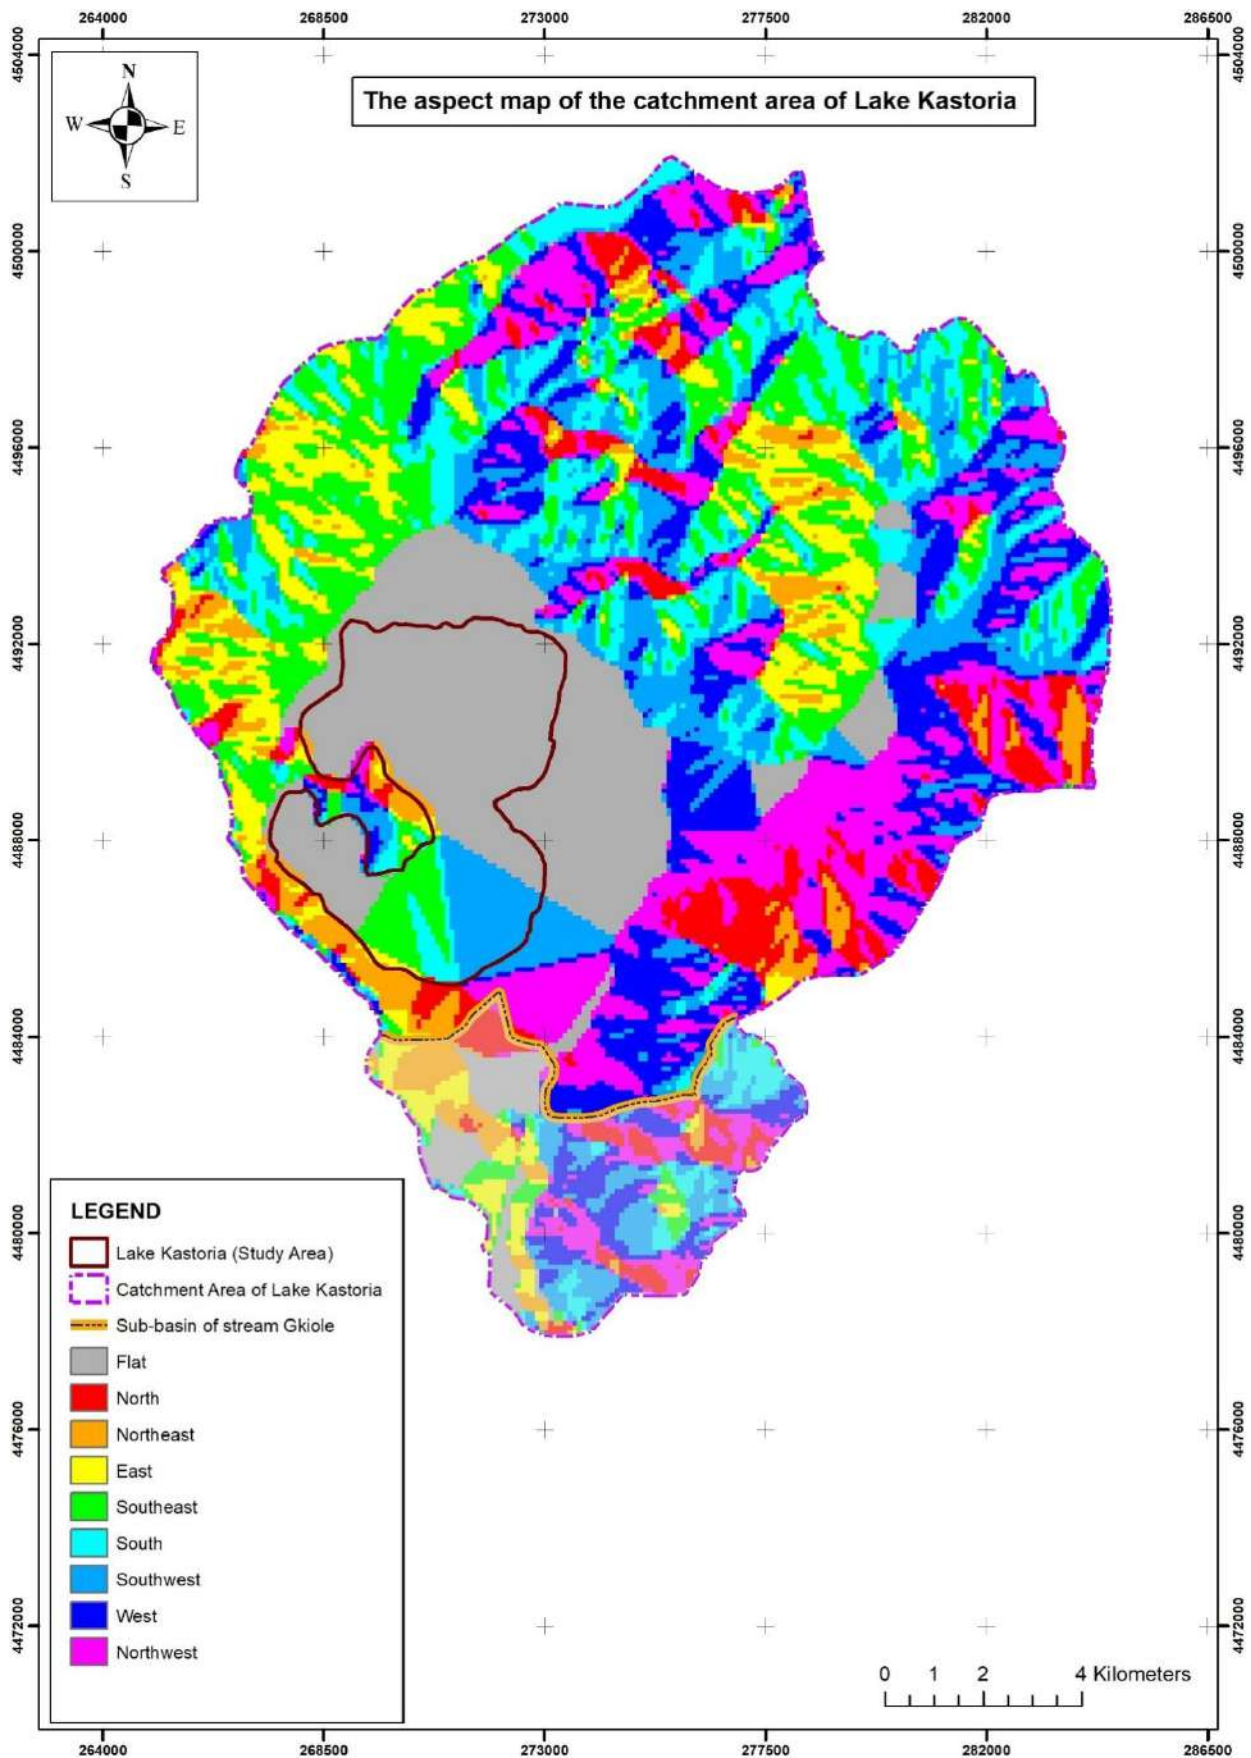 264000 268500 273000 277500 282000 286500
4504000 4504000
N
W E
S
The aspect map of the catchment area of Lake Kastoria
4500000 4500000
4496000 4496000
4492000 4492000
4488000 4488000
4484000 4484000
4480000 4480000
4476000 4476000
4472000 4472000
LEGEND
Lake Kastoria (Study Area)
Catchment Area of Lake Kastoria
Sub-basin of stream Gkiole
Flat
North
Northeast
East
Southeast
South
Southwest
West
Northwest
0 1 2 4 Kilometers
264000 268500 273000 277500 282000 286500